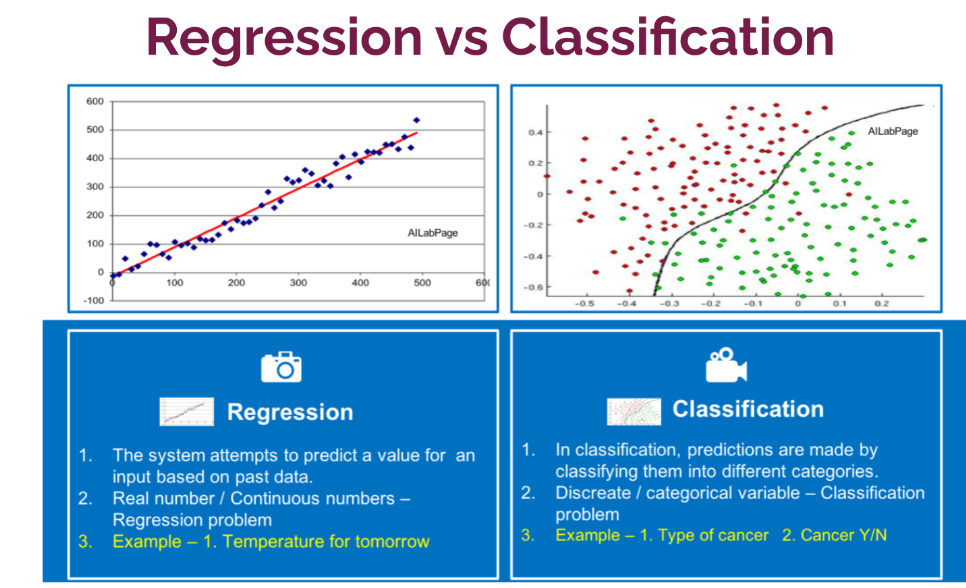 Regression vs Classification
600
500
400
300
200
100
0
-100
0
100
200
300
400
500
60
AILabPage
0.4
0.2
0
-0.2
-0.4
-0.6
-0.5
-0.4
-0.3
-0.2
-0.1
0
0.1
0.2
AILabPage
Regression
1. The system attempts to predict a value for an
input based on past data.
2. Real number / Continuous numbers –
Regression problem
3. Example – 1. Temperature for tomorrow
Classification
1. In classification, predictions are made by
classifying them into different categories.
2. Discreate / categorical variable – Classification
problem
3. Example – 1. Type of cancer 2. Cancer Y/N